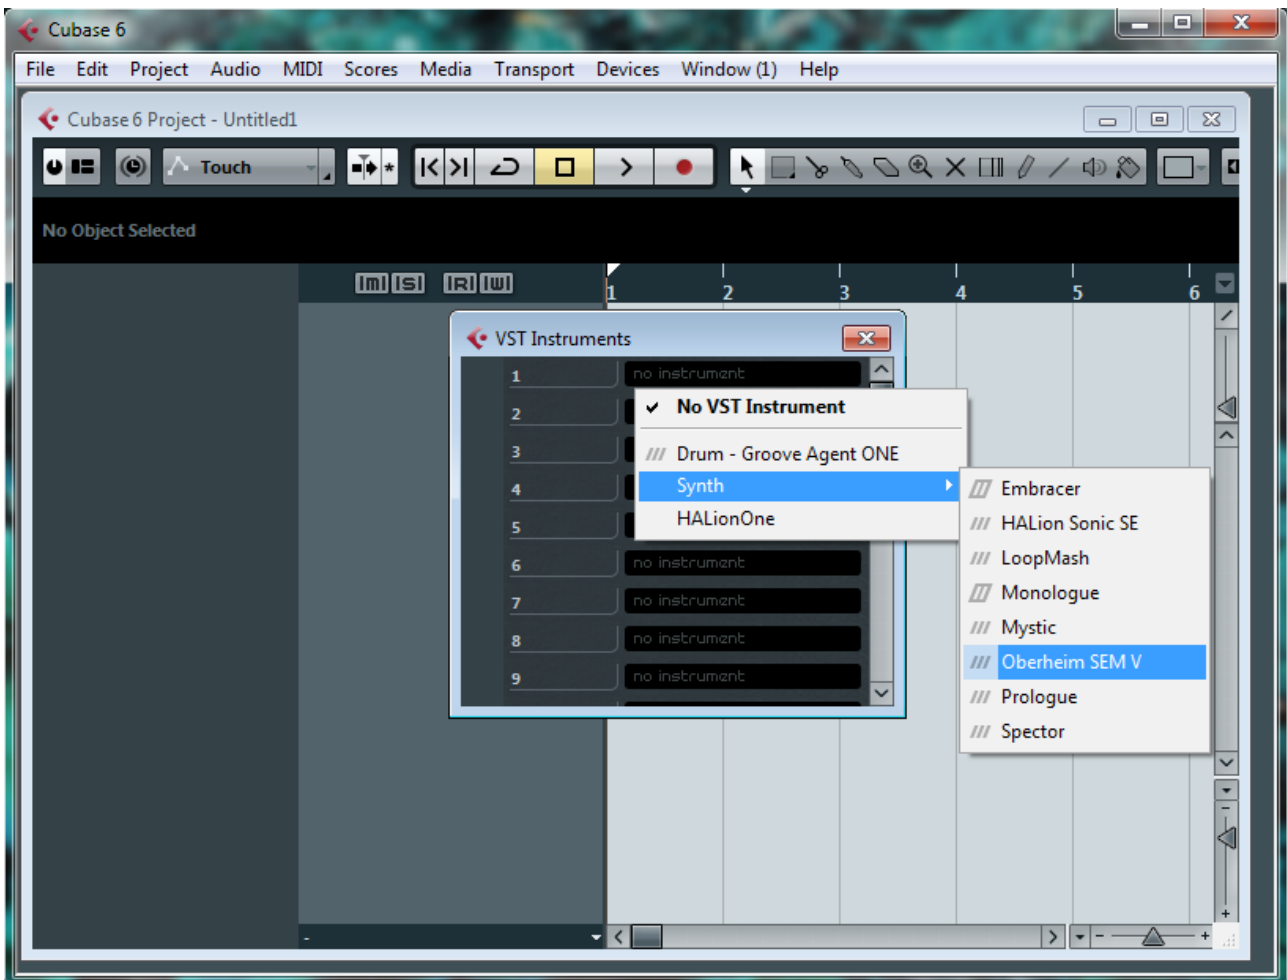 Cubase 6
File Edit Project Audio MIDI Scores Media Transport Devices Window (1) Help
Cubase 6 Project - Untitled1
Touch
No Object Selected
m s R W
1 2 3 4 5 6
VST Instruments
1 no instrument
2
3
4
5
6 no instrument
7 no instrument
8 no instrument
9 no instrument
No VST Instrument
Drum - Groove Agent ONE
Synth
HALionOne
Embracer
HALion Sonic SE
LoopMash
Monologue
Mystic
Oberheim SEM V
Prologue
Spector